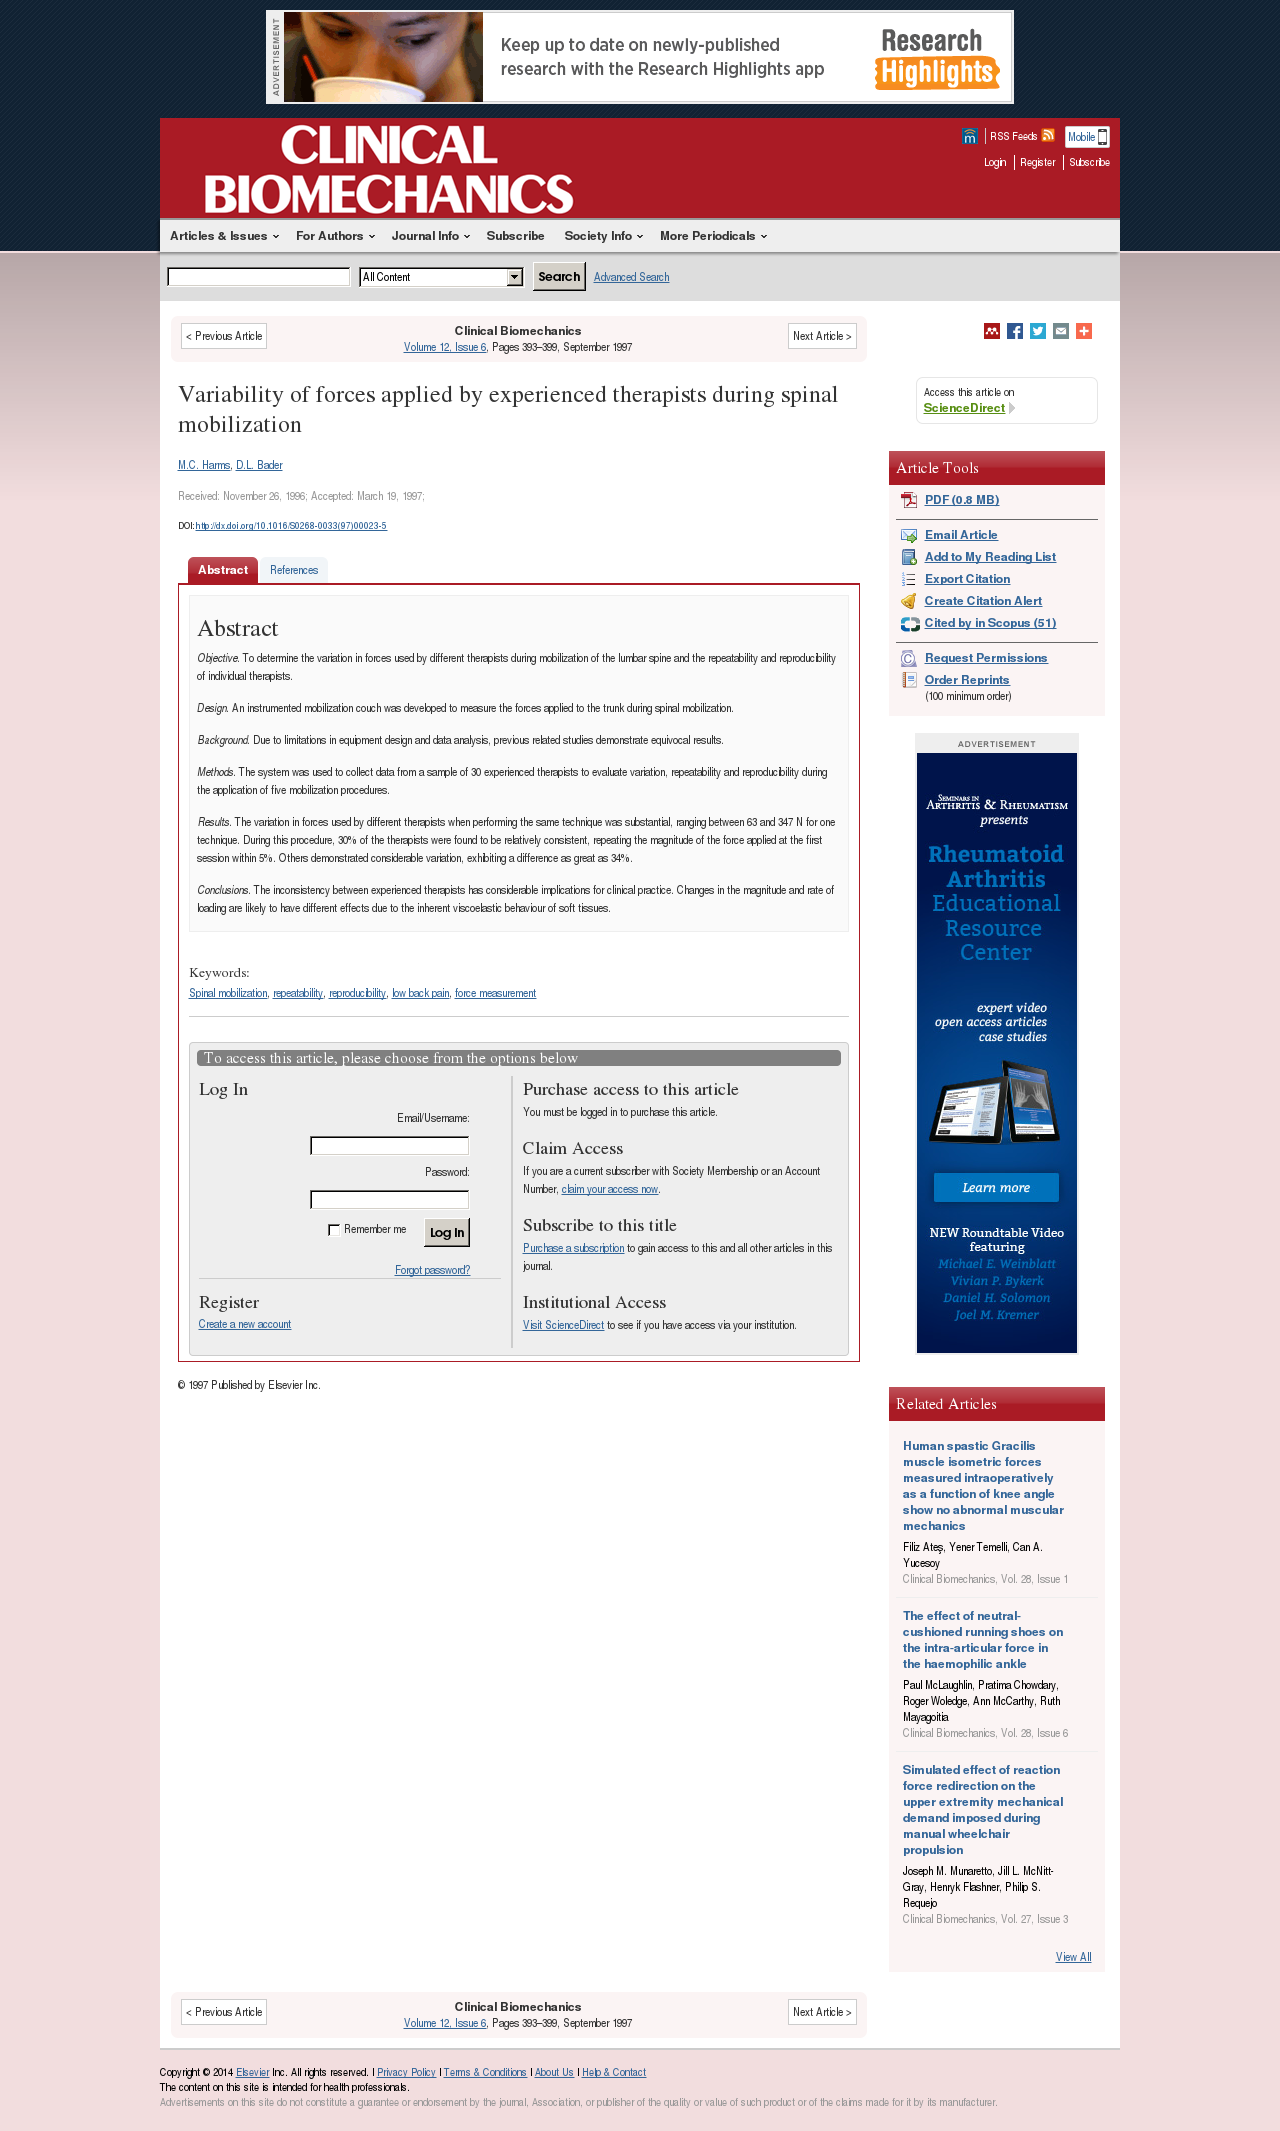 ADVERTISEMENT
Keep up to date on newly-published
research with the Research Highlights app
Research
Highlights
CLINICAL
BIOMECHANICS
m
RSS Feeds
Mobile
Login
Register
Subscribe
Articles & Issues
For Authors
Journal Info
Subscribe
Society Info
More Periodicals
All Content
Search
Advanced Search
< Previous Article
Clinical Biomechanics
Volume 12, Issue 6, Pages 393–399, September 1997
Next Article >
Variability of forces applied by experienced therapists during spinal
mobilization
M.C. Harms, D.L. Bader
Received: November 26, 1996; Accepted: March 19, 1997;
DOI: http://dx.doi.org/10.1016/S0268-0033(97)00023-5
Abstract
References
Abstract
Objective. To determine the variation in forces used by different therapists during mobilization of the lumbar spine and the repeatability and reproducibility
of individual therapists.
Design. An instrumented mobilization couch was developed to measure the forces applied to the trunk during spinal mobilization.
Background. Due to limitations in equipment design and data analysis, previous related studies demonstrate equivocal results.
Methods. The system was used to collect data from a sample of 30 experienced therapists to evaluate variation, repeatability and reproducibility during
the application of five mobilization procedures.
Results. The variation in forces used by different therapists when performing the same technique was substantial, ranging between 63 and 347 N for one
technique. During this procedure, 30% of the therapists were found to be relatively consistent, repeating the magnitude of the force applied at the first
session within 5%. Others demonstrated considerable variation, exhibiting a difference as great as 34%.
Conclusions. The inconsistency between experienced therapists has considerable implications for clinical practice. Changes in the magnitude and rate of
loading are likely to have different effects due to the inherent viscoelastic behaviour of soft tissues.
Keywords:
Spinal mobilization, repeatability, reproducibility, low back pain, force measurement
To access this article, please choose from the options below
Log In
Email/Username:
Password:
Remember me
Log In
Forgot password?
Register
Create a new account
Purchase access to this article
You must be logged in to purchase this article.
Claim Access
If you are a current subscriber with Society Membership or an Account
Number, claim your access now.
Subscribe to this title
Purchase a subscription to gain access to this and all other articles in this
journal.
Institutional Access
Visit ScienceDirect to see if you have access via your institution.
© 1997 Published by Elsevier Inc.
Access this article on
ScienceDirect
Article Tools
PDF (0.8 MB)
Email Article
Add to My Reading List
Export Citation
Create Citation Alert
Cited by in Scopus (51)
Request Permissions
Order Reprints
(100 minimum order)
ADVERTISEMENT
SEMINARS IN
ARTHRITIS & RHEUMATISM
presents
Rheumatoid
Arthritis
Educational
Resource
Center
expert video
open access articles
case studies
Learn more
NEW Roundtable Video
featuring
Michael E. Weinblatt
Vivian P. Bykerk
Daniel H. Solomon
Joel M. Kremer
Related Articles
Human spastic Gracilis
muscle isometric forces
measured intraoperatively
as a function of knee angle
show no abnormal muscular
mechanics
Filiz Ateş, Yener Temelli, Can A.
Yucesoy
Clinical Biomechanics, Vol. 28, Issue 1
The effect of neutral-
cushioned running shoes on
the intra-articular force in
the haemophilic ankle
Paul McLaughlin, Pratima Chowdary,
Roger Woledge, Ann McCarthy, Ruth
Mayagoitia
Clinical Biomechanics, Vol. 28, Issue 6
Simulated effect of reaction
force redirection on the
upper extremity mechanical
demand imposed during
manual wheelchair
propulsion
Joseph M. Munaretto, Jill L. McNitt-
Gray, Henryk Flashner, Philip S.
Requejo
Clinical Biomechanics, Vol. 27, Issue 3
View All
< Previous Article
Clinical Biomechanics
Volume 12, Issue 6, Pages 393–399, September 1997
Next Article >
Copyright © 2014 Elsevier Inc. All rights reserved. | Privacy Policy | Terms & Conditions | About Us | Help & Contact
The content on this site is intended for health professionals.
Advertisements on this site do not constitute a guarantee or endorsement by the journal, Association, or publisher of the quality or value of such product or of the claims made for it by its manufacturer.